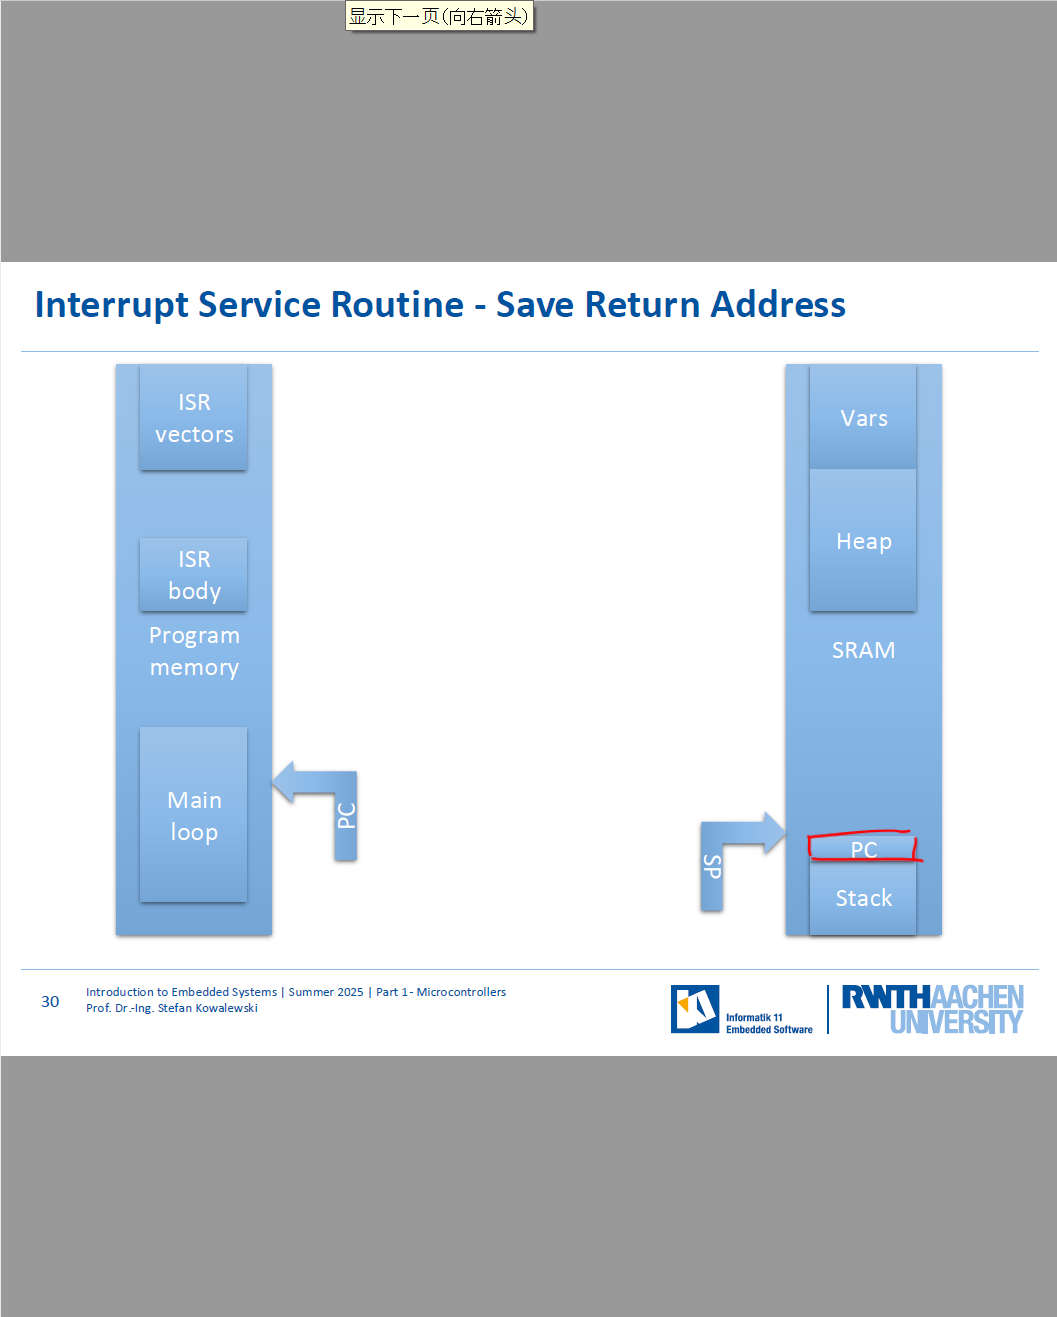 显示下一页(向右箭头)
Interrupt Service Routine - Save Return Address
ISR
vectors
ISR
body
Program
memory
Main
loop
PC
Vars
Heap
SRAM
SP
PC
Stack
30
Introduction to Embedded Systems | Summer 2025 | Part 1- Microcontrollers
Prof. Dr.-Ing. Stefan Kowalewski
Informatik 11
Embedded Software
RWTH AACHEN
UNIVERSITY